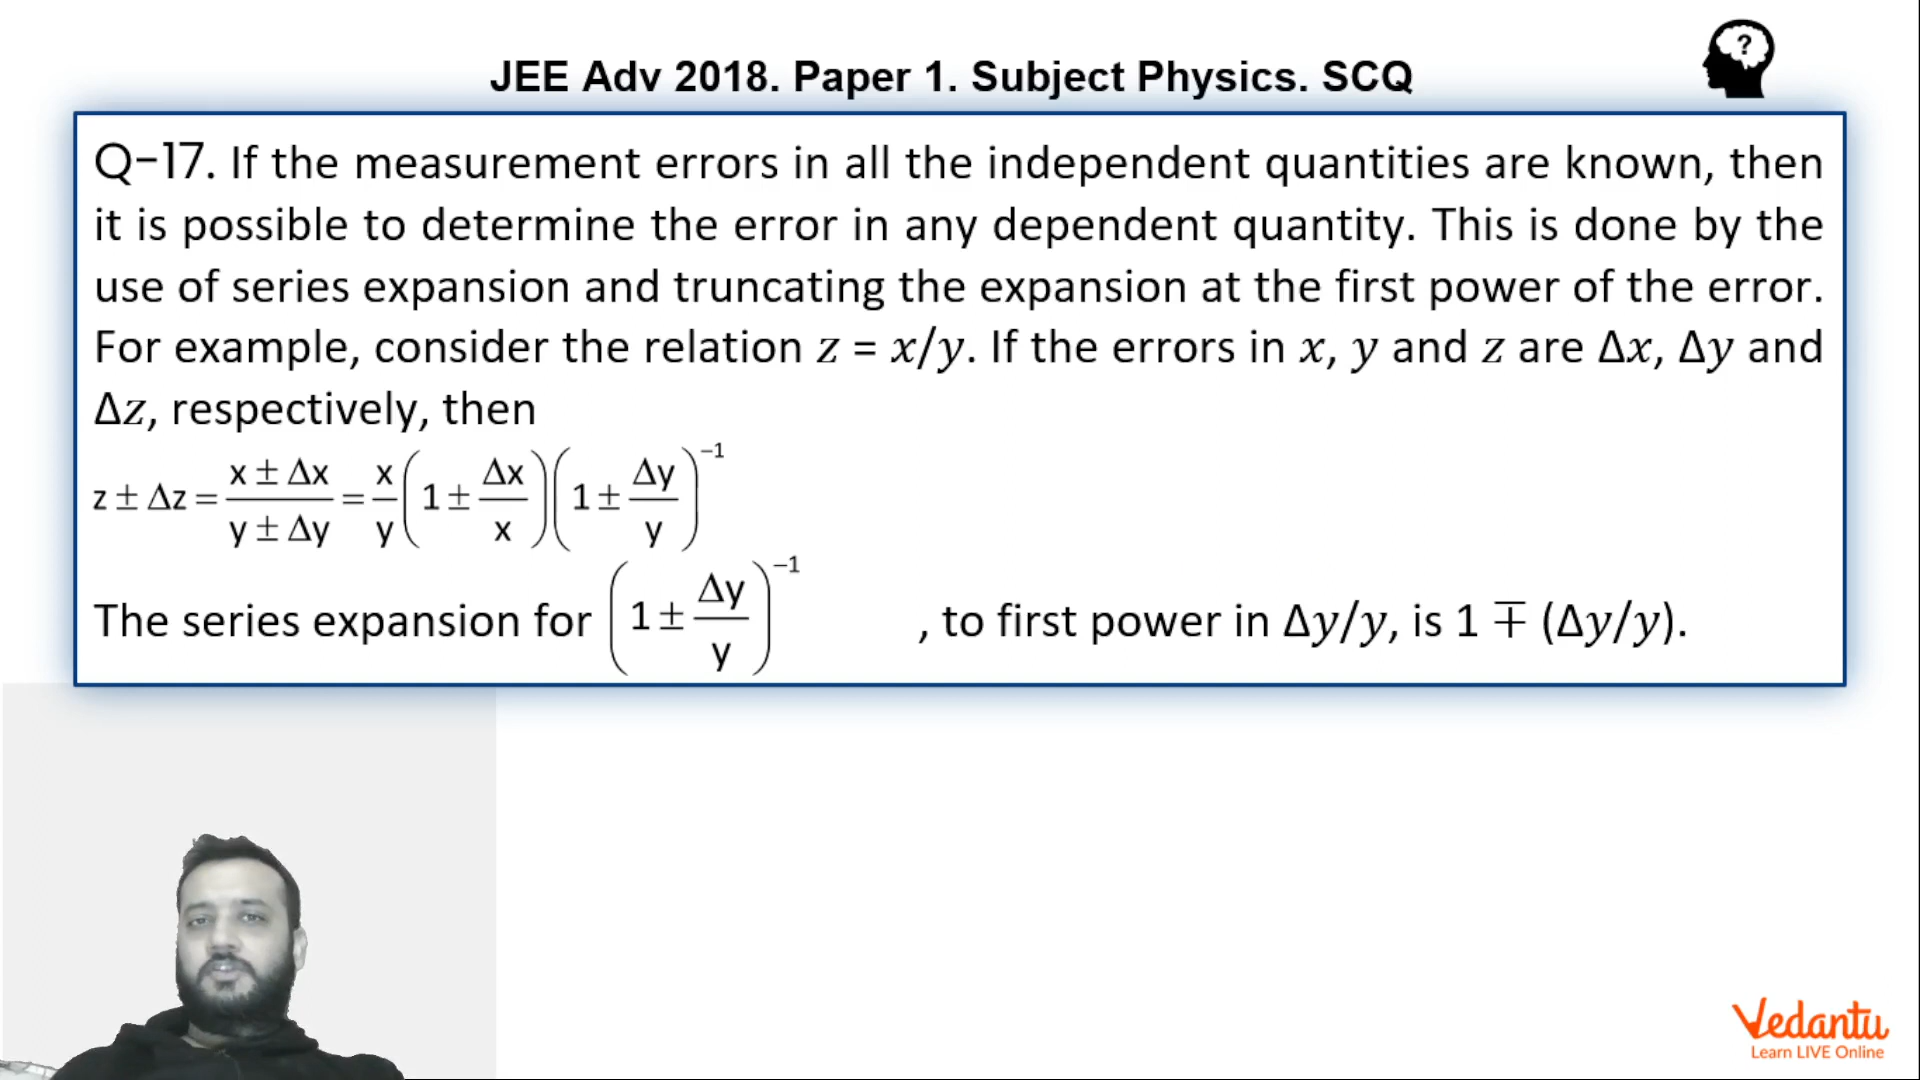 JEE Adv 2018. Paper 1. Subject Physics. SCQ
?
Q-17. If the measurement errors in all the independent quantities are known, then
it is possible to determine the error in any dependent quantity. This is done by the
use of series expansion and truncating the expansion at the first power of the error.
For example, consider the relation z = x/y. If the errors in x, y and z are Δx, Δy and
Δz, respectively, then
z ± Δz = (x ± Δx)/(y ± Δy) = x/y (1 ± Δx/x)(1 ± Δy/y)⁻¹
The series expansion for (1 ± Δy/y)⁻¹ , to first power in Δy/y, is 1 ∓ (Δy/y).
Vedantu
Learn LIVE Online